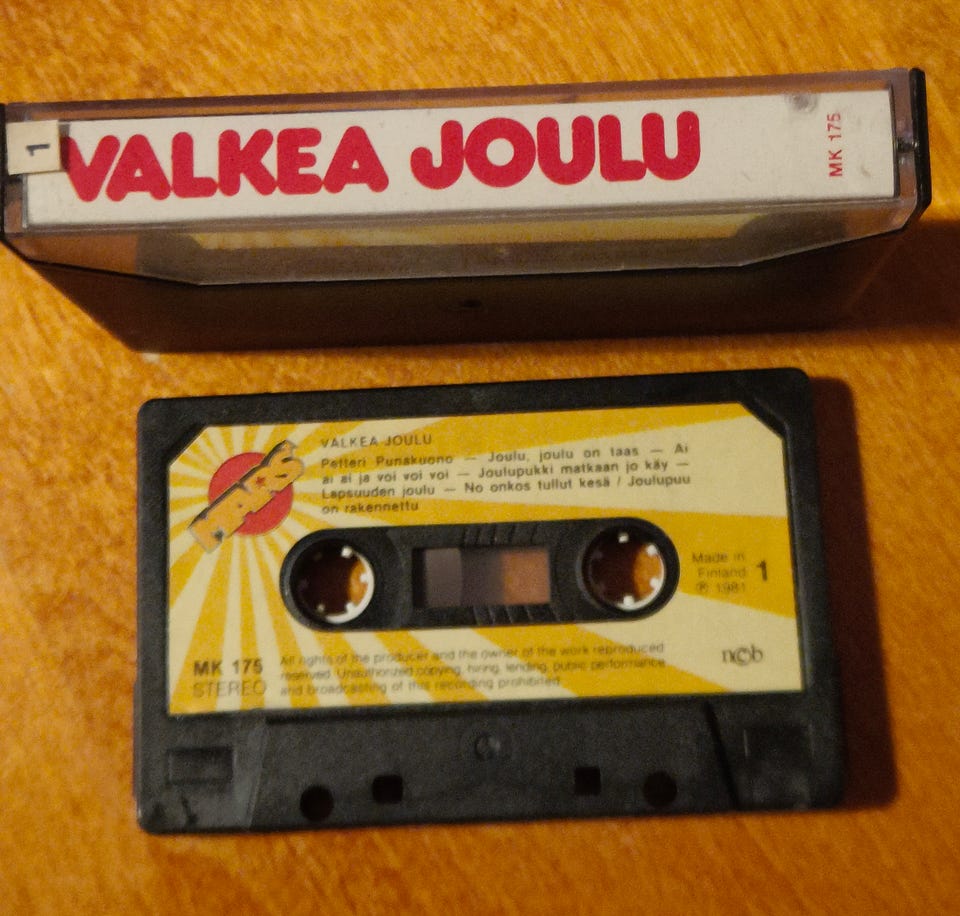 1
VALKEA JOULU
MK 175
VALKEA JOULU
Petteri Punakuono — Joulu, joulu on taas — Ai
ai ai ja voi voi voi — Joulupukki matkaan jo käy —
Lapsuuden joulu — No onkos tullut kesä / Joulupuu
on rakennettu
Made in
Finland
℗ 1981
1
MK 175
STEREO
All rights of the producer and the owner of the work reproduced
reserved. Unauthorized copying, hiring, lending, public performance
and broadcasting of this recording prohibited.
ncb